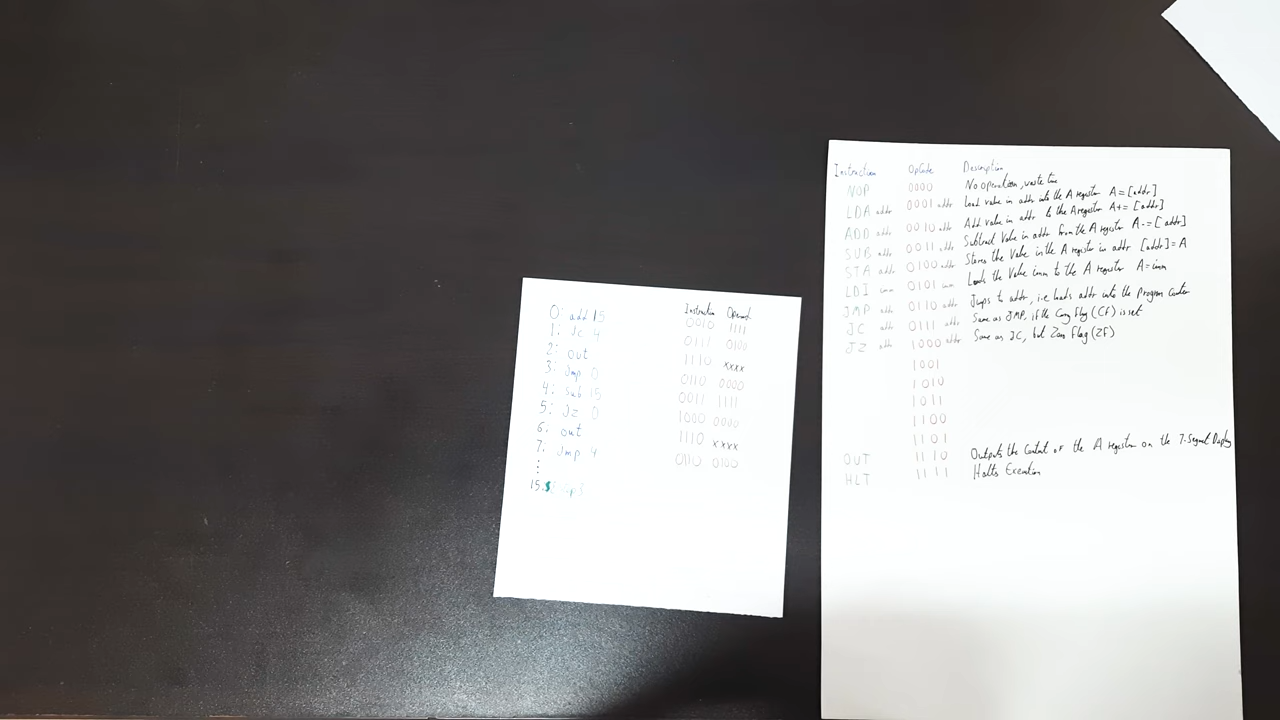 Instruction Operand
0: add 15 0010 1111
1: Jc 4 0111 0100
2: out 1110 xxxx
3: Jmp 0 0110 0000
4: Sub 15 0011 1111
5: Jz 0 1000 0000
6: out 1110 xxxx
7: Jmp 4 0110 0100
⋮
15:
Instruction OpCode Description
NOP 0000 No operation, waste time
LDA addr 0001 addr Load value in addr into the A register A=[addr]
ADD addr 0010 addr Add value in addr to the A register A+=[addr]
SUB addr 0011 addr Subtract Value in addr from the A register A-=[addr]
STA addr 0100 addr Stores the Value in the A register in addr [addr]=A
LDI imm 0101 imm Loads the Value imm to the A register A=imm
JMP addr 0110 addr Jumps to addr, i.e loads addr into the Program Counter
JC addr 0111 addr Same as JMP, if the Carry Flag (CF) is set
JZ addr 1000 addr Same as JC, but Zero Flag (ZF)
1001
1010
1011
1100
1101
OUT 1110 Outputs the Content of the A register on the 7-Segment Display
HLT 1111 Halts Execution